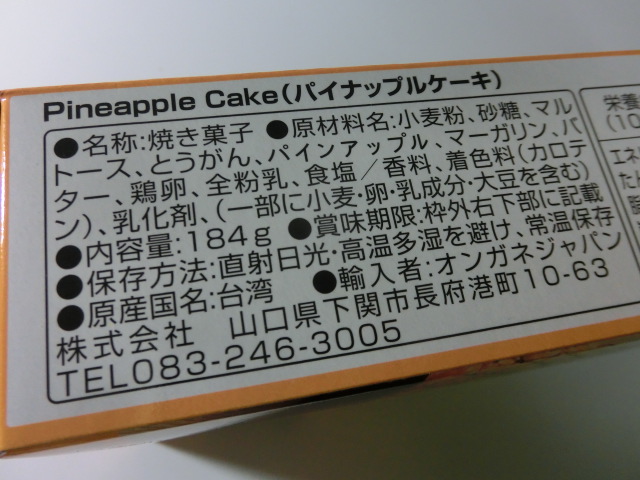 Pineapple Cake(パイナップルケーキ)
●名称:焼き菓子 ●原材料名:小麦粉、砂糖、マル
トース、とうがん、パインアップル、マーガリン、バ
ター、鶏卵、全粉乳、食塩/香料、着色料(カロテ
ン)、乳化剤、(一部に小麦・卵・乳成分・大豆を含む)
●内容量:184g ●賞味期限:枠外右下部に記載
●保存方法:直射日光・高温多湿を避け、常温保存
●原産国名:台湾 ●輸入者:オンガネジャパン
株式会社 山口県下関市長府港町10-63
TEL083-246-3005
栄養
(10
エネ
たん